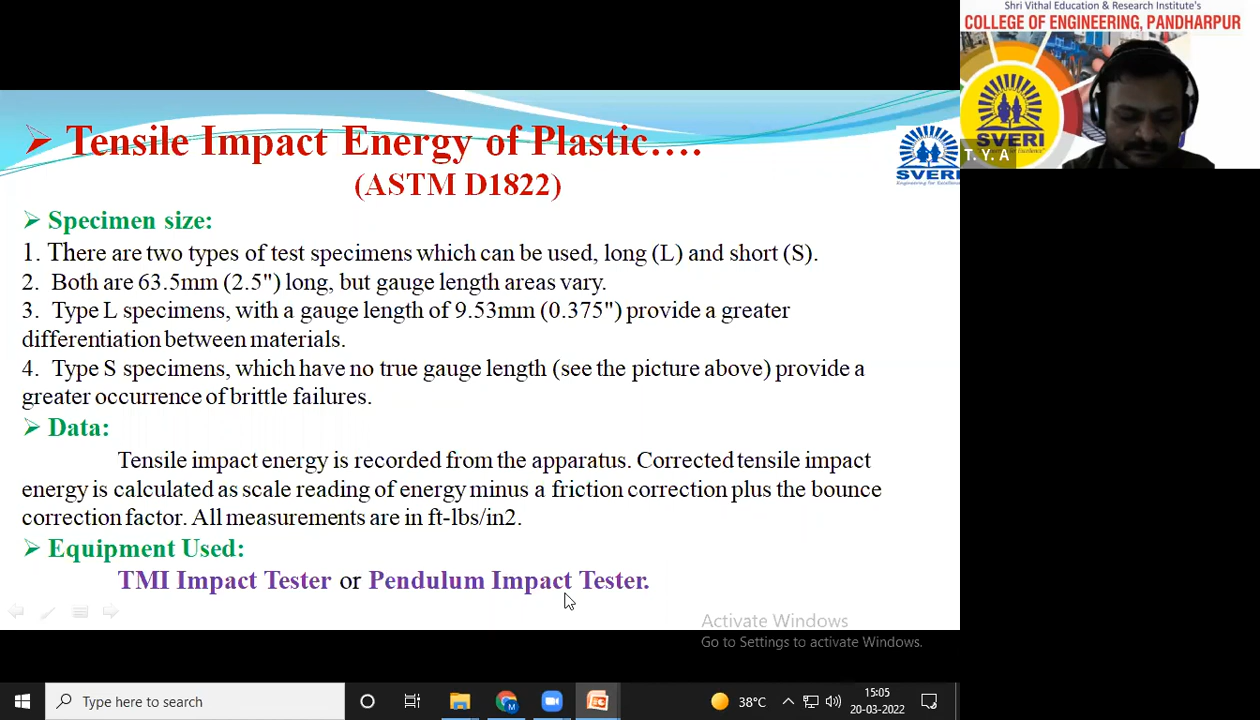 Shri Vithal Education & Research Institute's
COLLEGE OF ENGINEERING, PANDHARPUR
Tensile Impact Energy of Plastic….
(ASTM D1822)
SVERI
SVERI
T. Y. A
Specimen size:
1. There are two types of test specimens which can be used, long (L) and short (S).
2. Both are 63.5mm (2.5") long, but gauge length areas vary.
3. Type L specimens, with a gauge length of 9.53mm (0.375") provide a greater
differentiation between materials.
4. Type S specimens, which have no true gauge length (see the picture above) provide a
greater occurrence of brittle failures.
Data:
Tensile impact energy is recorded from the apparatus. Corrected tensile impact
energy is calculated as scale reading of energy minus a friction correction plus the bounce
correction factor. All measurements are in ft-lbs/in2.
Equipment Used:
TMI Impact Tester or Pendulum Impact Tester.
Activate Windows
Go to Settings to activate Windows.
Type here to search
38°C
15:05
20-03-2022